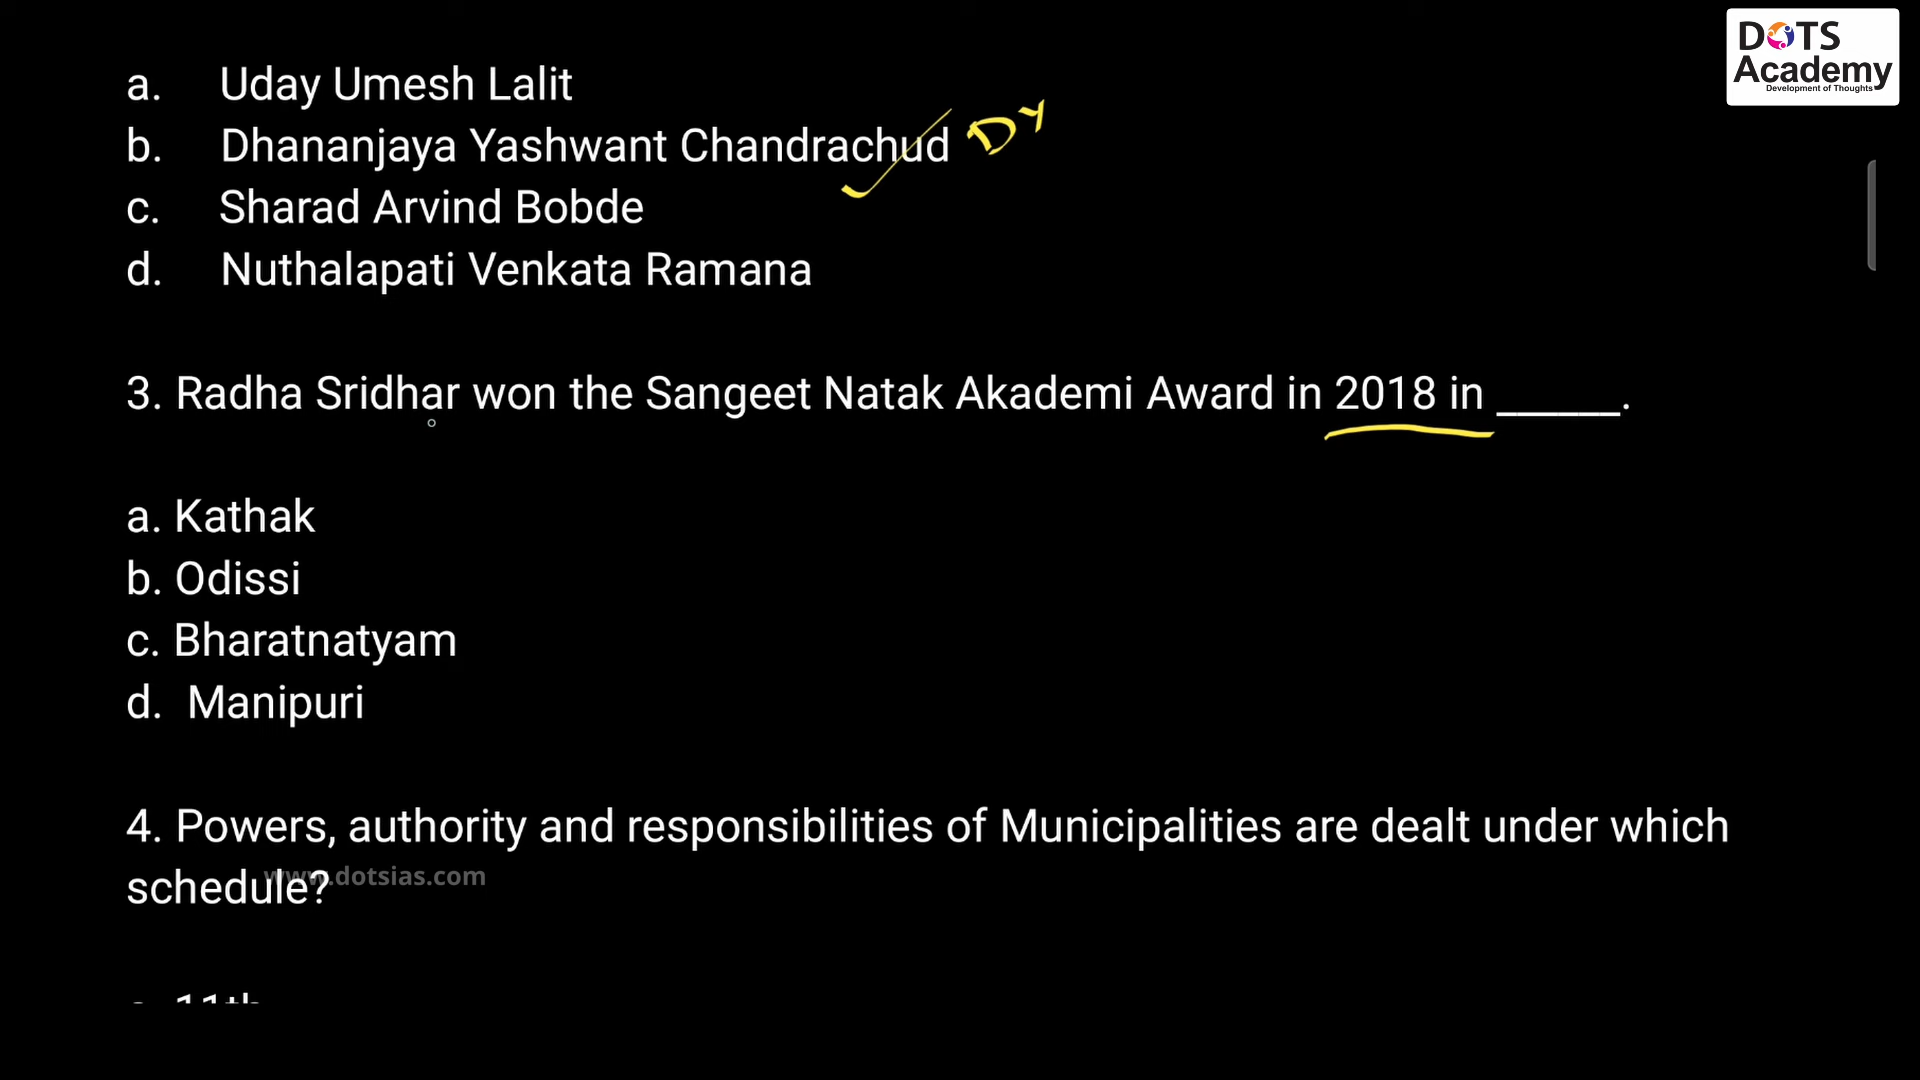 DOTS
Academy
Development of Thoughts
a. Uday Umesh Lalit
b. Dhananjaya Yashwant Chandrachud DY
c. Sharad Arvind Bobde
d. Nuthalapati Venkata Ramana
3. Radha Sridhar won the Sangeet Natak Akademi Award in 2018 in ______.
a. Kathak
b. Odissi
c. Bharatnatyam
d. Manipuri
4. Powers, authority and responsibilities of Municipalities are dealt under which
schedule?
www.dotsias.com